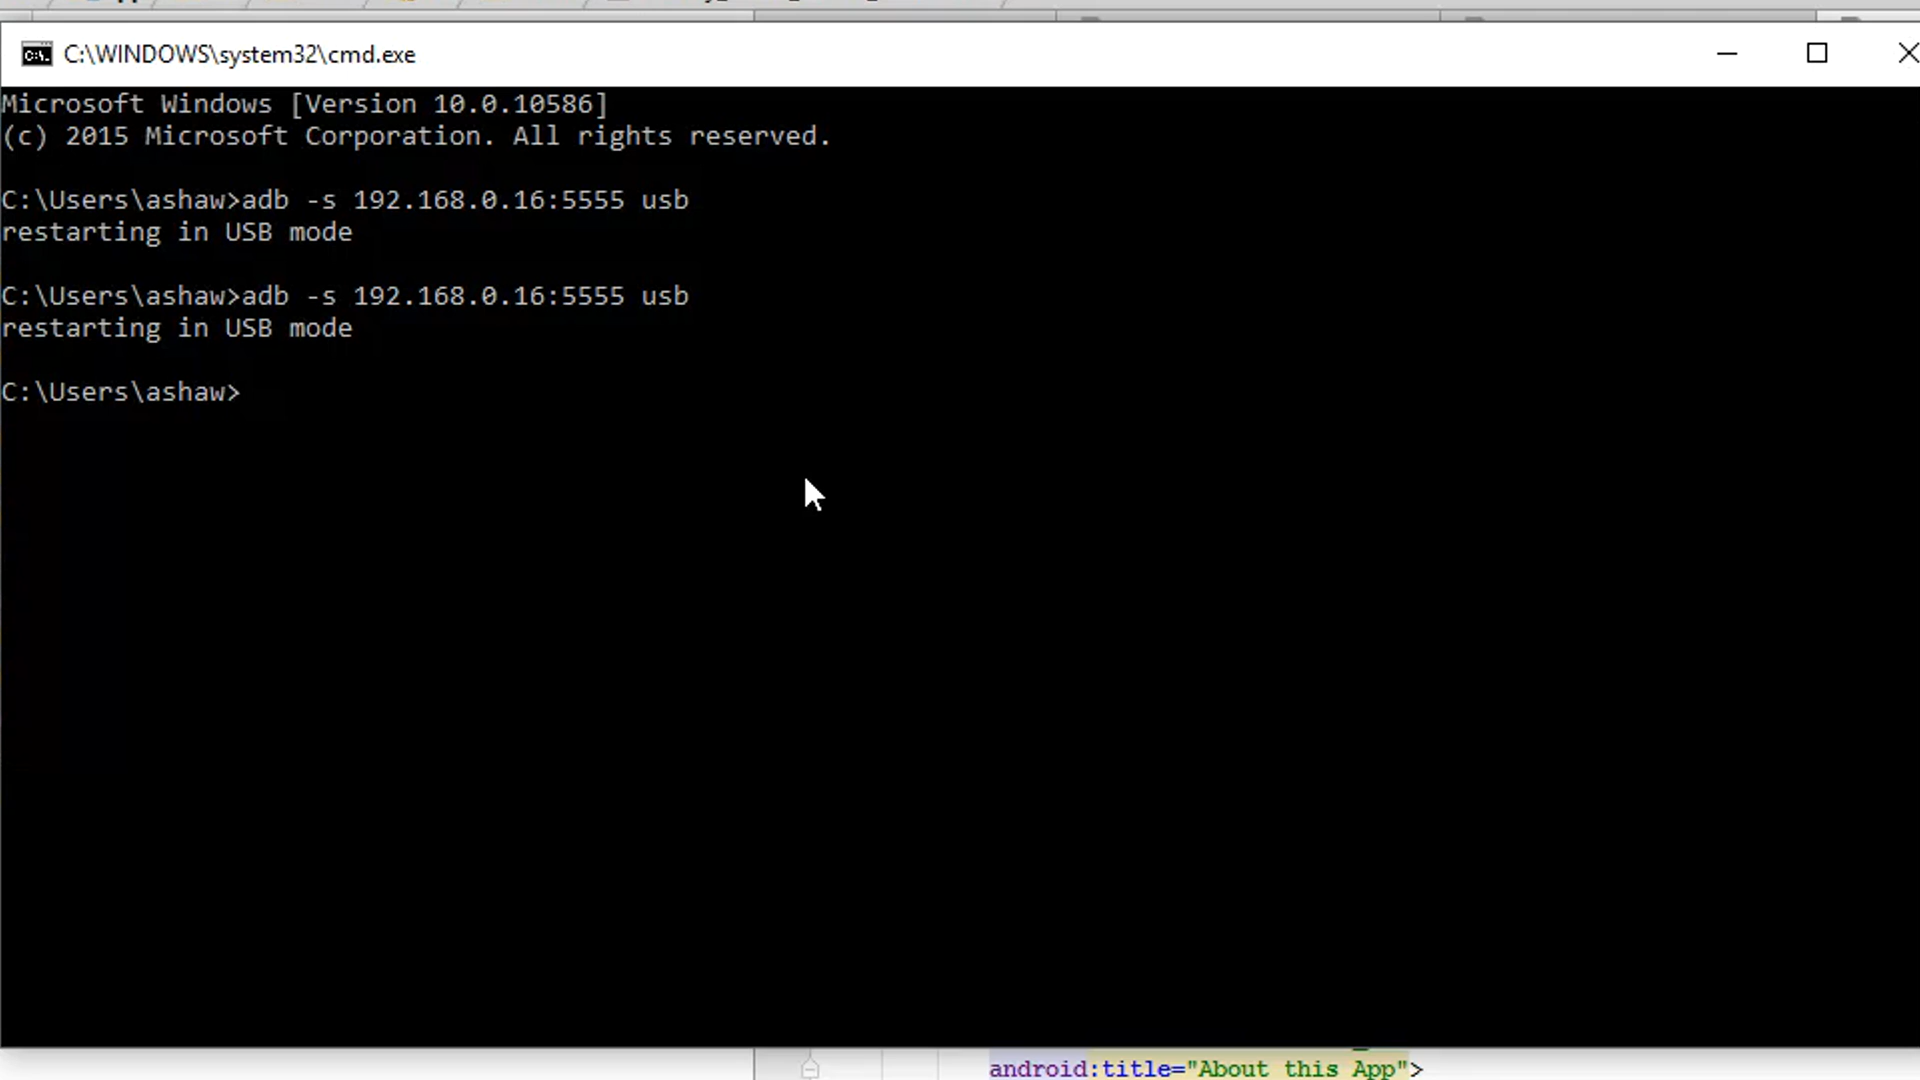 C:\WINDOWS\system32\cmd.exe
Microsoft Windows [Version 10.0.10586]
(c) 2015 Microsoft Corporation. All rights reserved.
C:\Users\ashaw>adb -s 192.168.0.16:5555 usb
restarting in USB mode
C:\Users\ashaw>adb -s 192.168.0.16:5555 usb
restarting in USB mode
C:\Users\ashaw>
android:title="About this App">